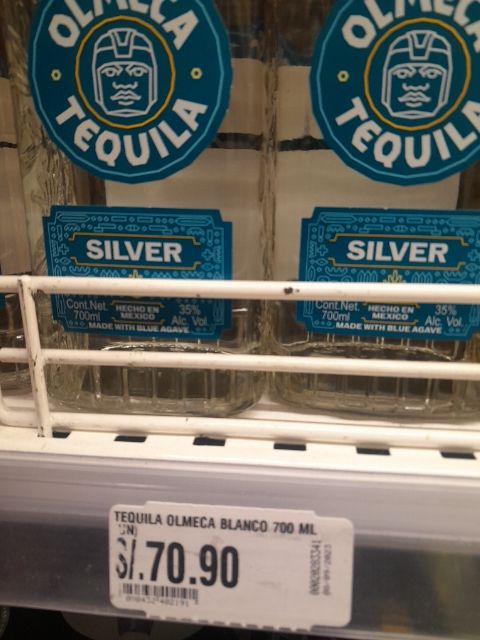 OLMECA
TEQUILA
SILVER
Cont.Net.
700ml
HECHO EN
MEXICO
35%
Alc. Vol.
MADE WITH BLUE AGAVE
OLMECA
TEQUILA
SILVER
Cont.Net.
700ml
HECHO EN
MEXICO
35%
Alc. Vol.
MADE WITH BLUE AGAVE
TEQUILA OLMECA BLANCO 700 ML
S/.70.90